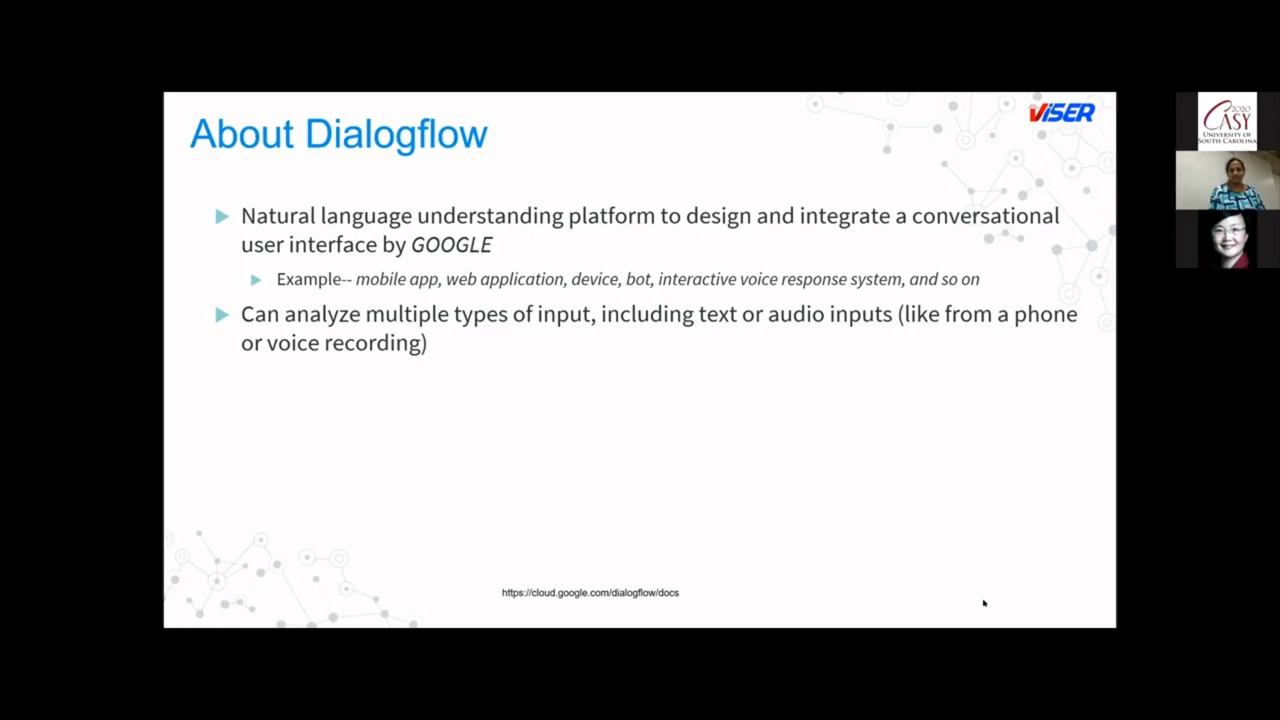 About Dialogflow
ViSER
Natural language understanding platform to design and integrate a conversational
user interface by GOOGLE
Example-- mobile app, web application, device, bot, interactive voice response system, and so on
Can analyze multiple types of input, including text or audio inputs (like from a phone
or voice recording)
https://cloud.google.com/dialogflow/docs
2020
CASY
UNIVERSITY OF
SOUTH CAROLINA